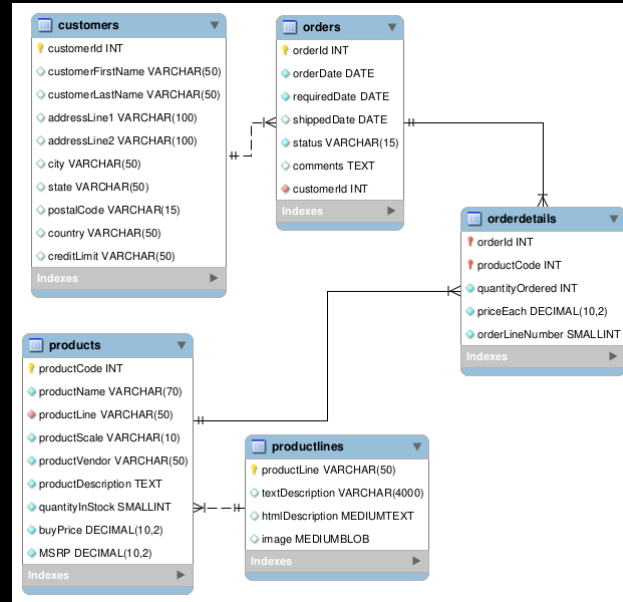 customers
customerId INT
customerFirstName VARCHAR(50)
customerLastName VARCHAR(50)
addressLine1 VARCHAR(100)
addressLine2 VARCHAR(100)
city VARCHAR(50)
state VARCHAR(50)
postalCode VARCHAR(15)
country VARCHAR(50)
creditLimit VARCHAR(50)
Indexes
orders
orderId INT
orderDate DATE
requiredDate DATE
shippedDate DATE
status VARCHAR(15)
comments TEXT
customerId INT
Indexes
orderdetails
orderId INT
productCode INT
quantityOrdered INT
priceEach DECIMAL(10,2)
orderLineNumber SMALLINT
Indexes
products
productCode INT
productName VARCHAR(70)
productLine VARCHAR(50)
productScale VARCHAR(10)
productVendor VARCHAR(50)
productDescription TEXT
quantityInStock SMALLINT
buyPrice DECIMAL(10,2)
MSRP DECIMAL(10,2)
Indexes
productlines
productLine VARCHAR(50)
textDescription VARCHAR(4000)
htmlDescription MEDIUMTEXT
image MEDIUMBLOB
Indexes